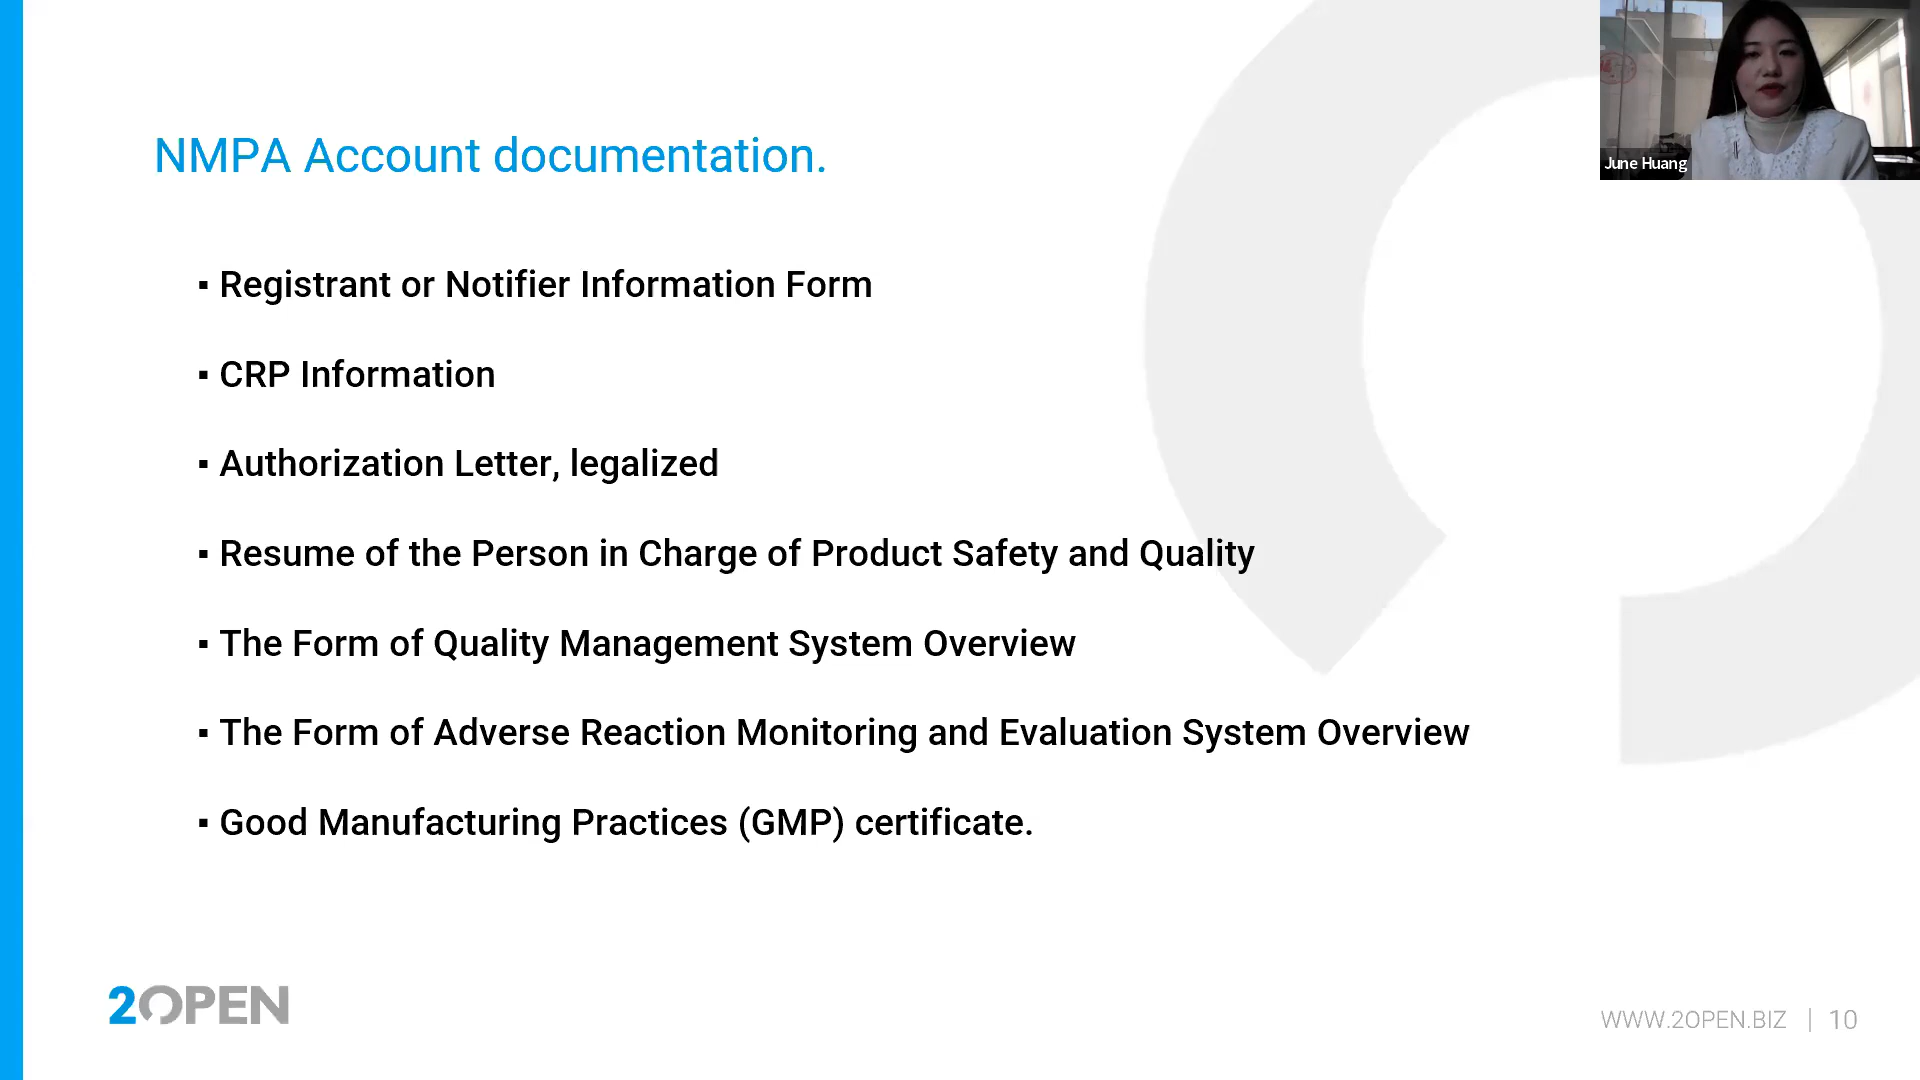 June Huang
NMPA Account documentation.
▪ Registrant or Notifier Information Form
▪ CRP Information
▪ Authorization Letter, legalized
▪ Resume of the Person in Charge of Product Safety and Quality
▪ The Form of Quality Management System Overview
▪ The Form of Adverse Reaction Monitoring and Evaluation System Overview
▪ Good Manufacturing Practices (GMP) certificate.
2OPEN
WWW.2OPEN.BIZ | 10